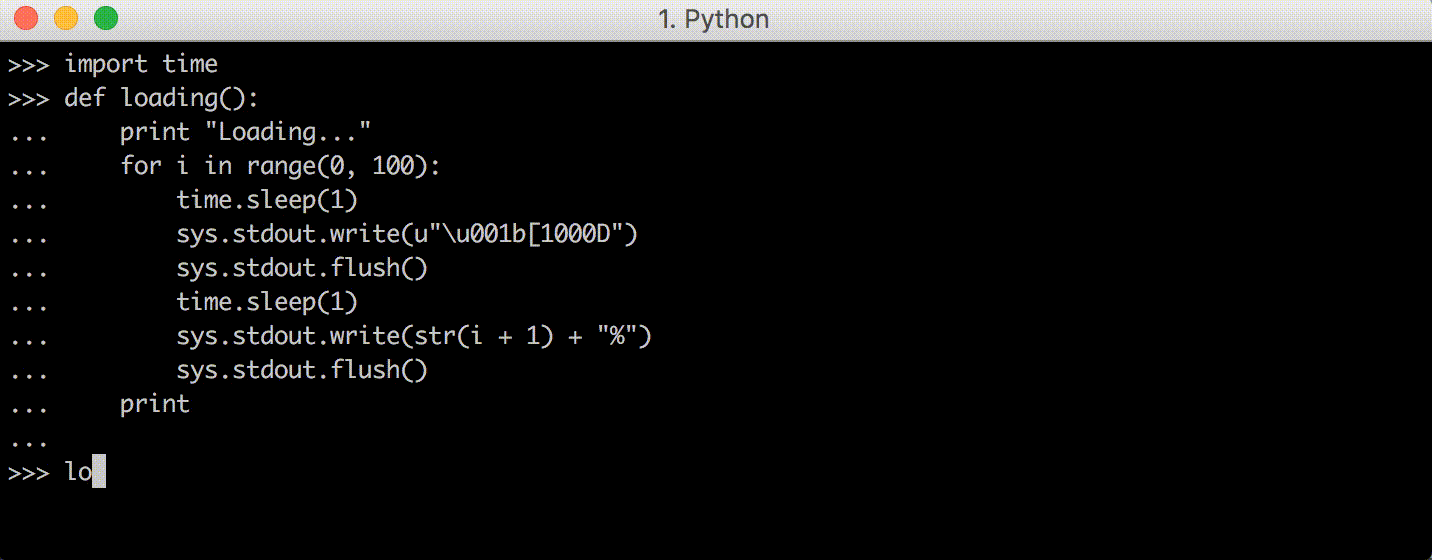 1. Python
>>> import time
>>> def loading():
...     print "Loading..."
...     for i in range(0, 100):
...         time.sleep(1)
...         sys.stdout.write(u"\u001b[1000D")
...         sys.stdout.flush()
...         time.sleep(1)
...         sys.stdout.write(str(i + 1) + "%")
...         sys.stdout.flush()
...     print
...
>>> lo